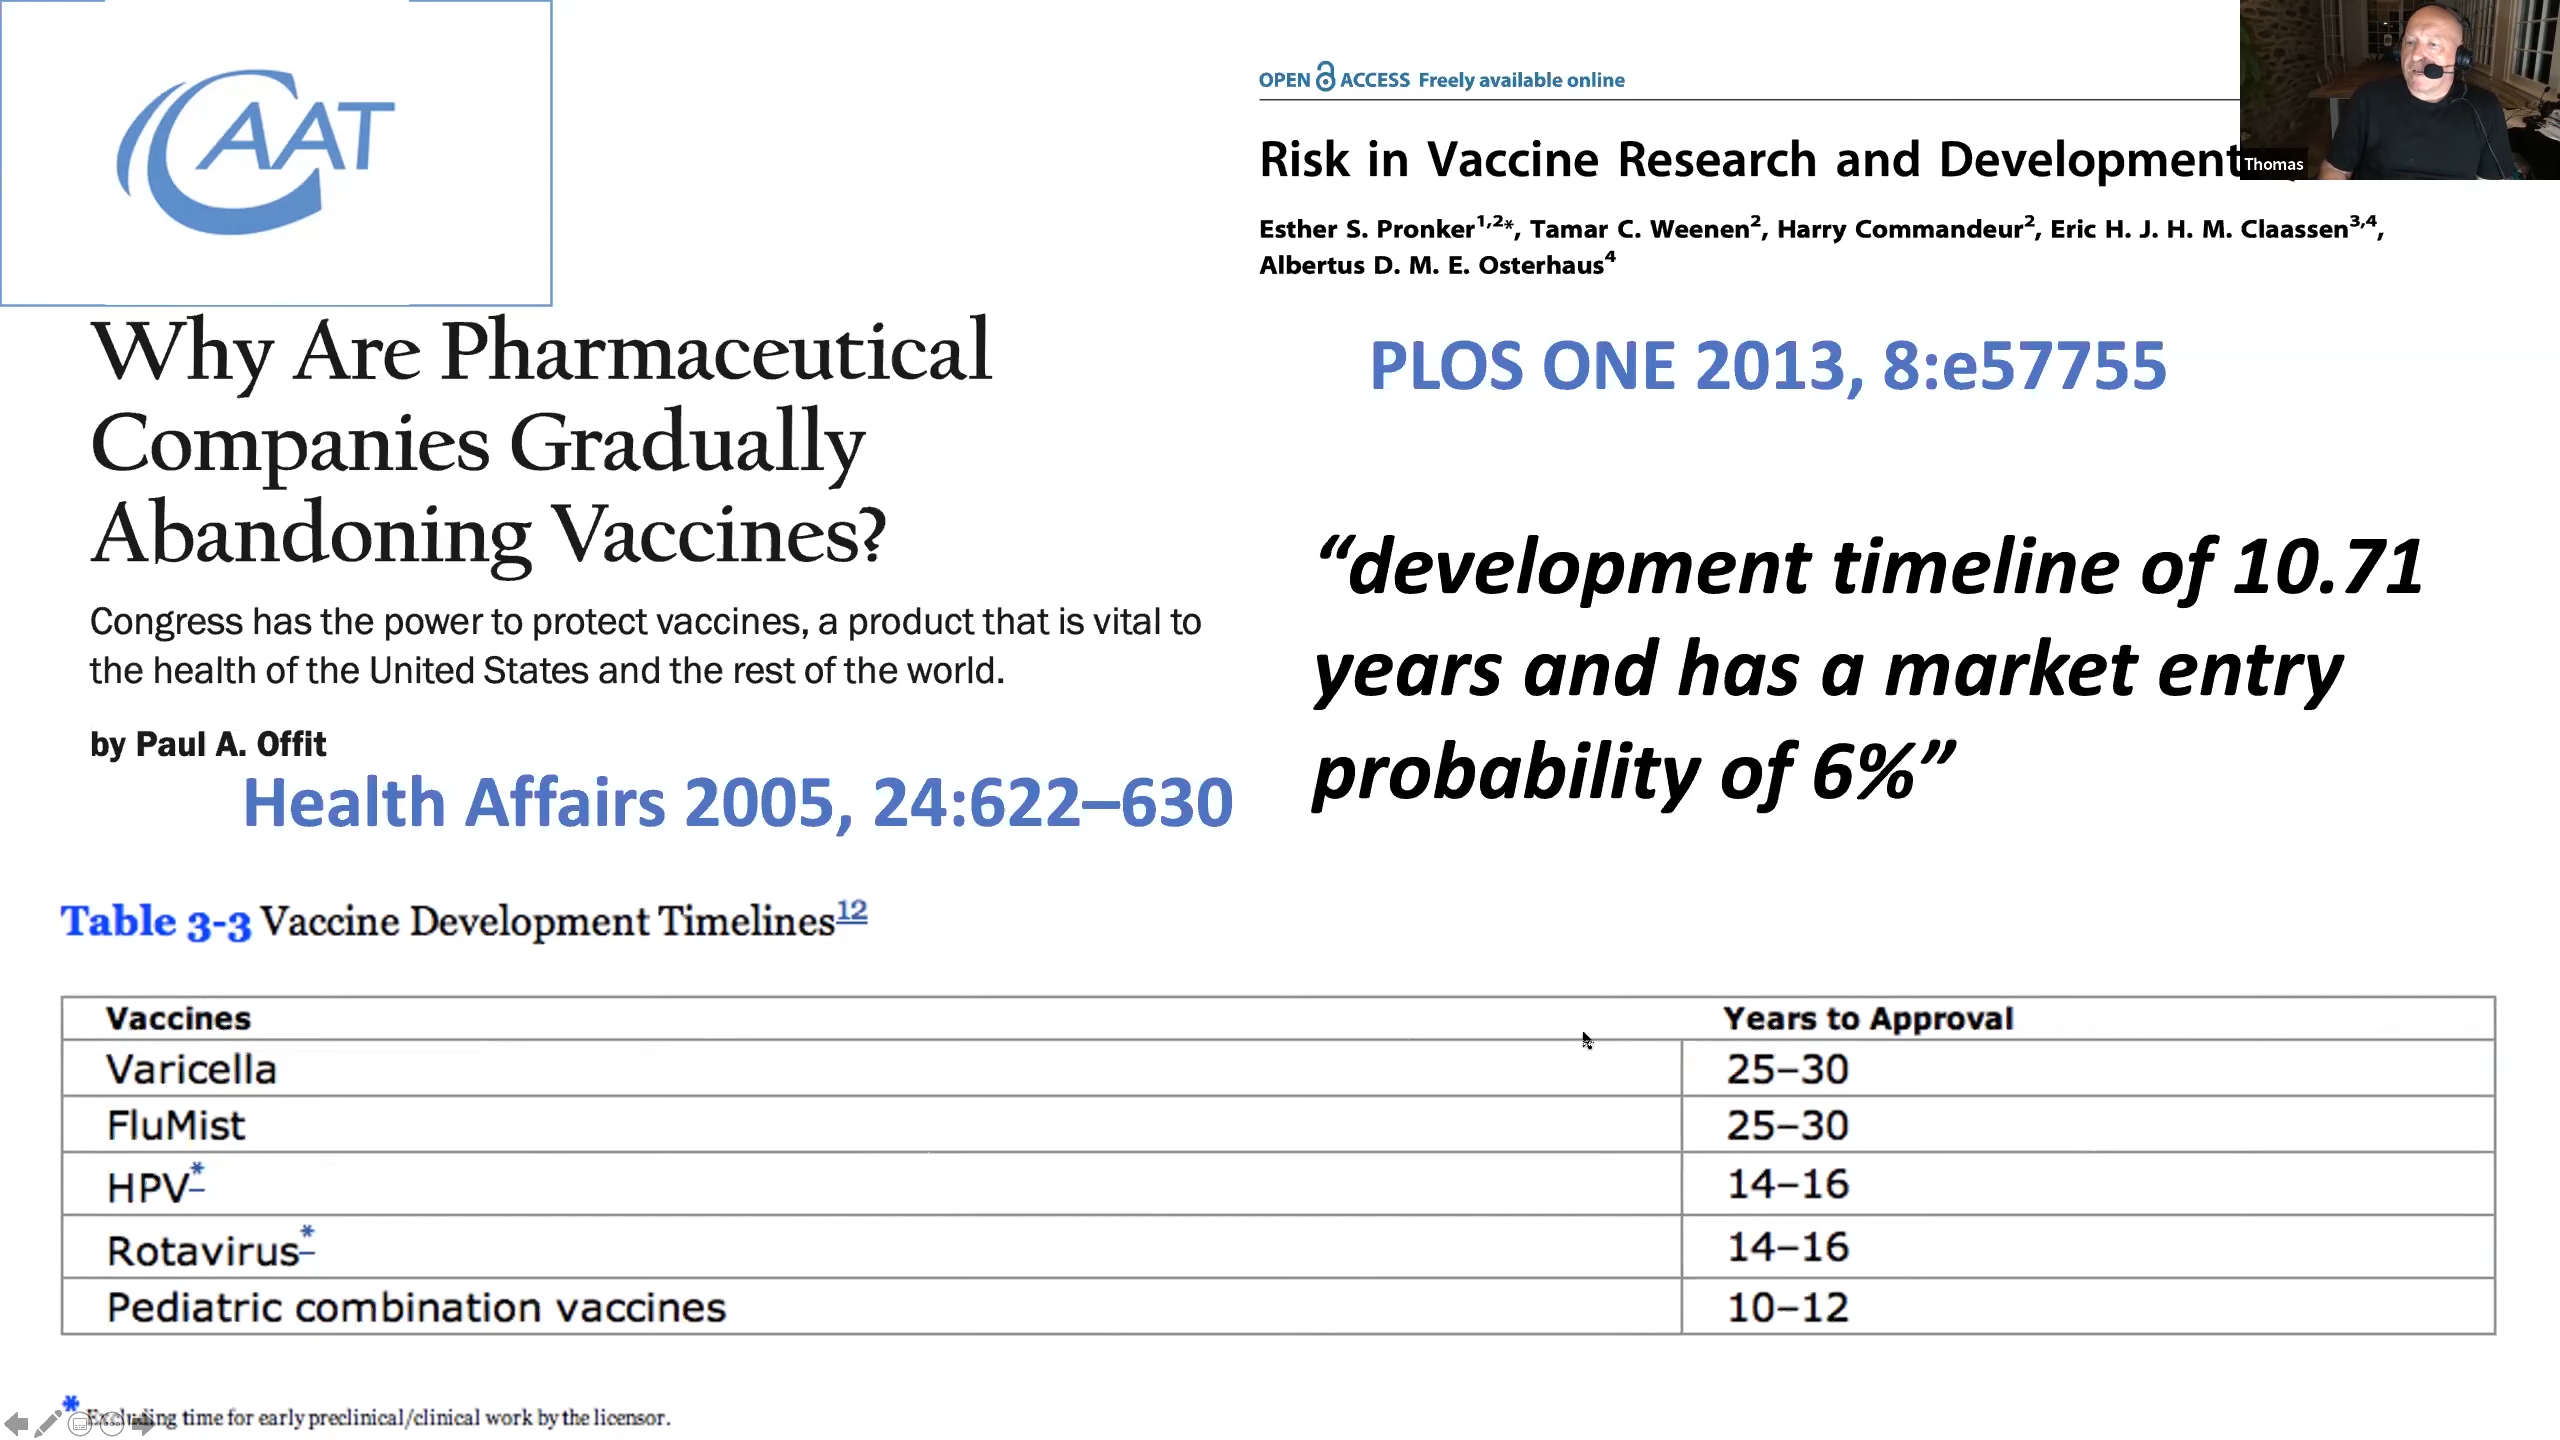 CAAT
OPEN ACCESS Freely available online
Risk in Vaccine Research and Development
Thomas
Esther S. Pronker1,2*, Tamar C. Weenen2, Harry Commandeur2, Eric H. J. H. M. Claassen3,4,
Albertus D. M. E. Osterhaus4
PLOS ONE 2013, 8:e57755
Why Are Pharmaceutical
Companies Gradually
Abandoning Vaccines?
Congress has the power to protect vaccines, a product that is vital to
the health of the United States and the rest of the world.
by Paul A. Offit
Health Affairs 2005, 24:622–630
“development timeline of 10.71
years and has a market entry
probability of 6%”
Table 3-3 Vaccine Development Timelines12
Vaccines Years to Approval
Varicella 25–30
FluMist 25–30
HPV* 14–16
Rotavirus* 14–16
Pediatric combination vaccines 10–12
* Excluding time for early preclinical/clinical work by the licensor.